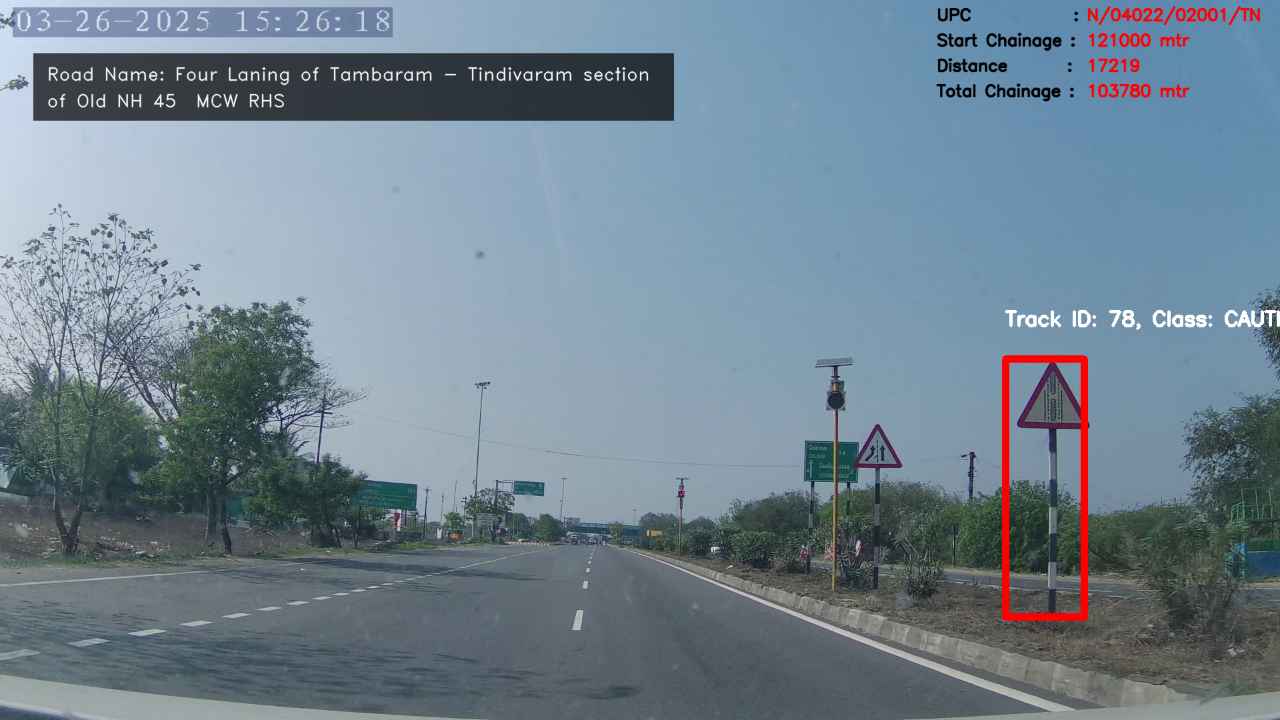 03-26-2025 15:26:18
Road Name: Four Laning of Tambaram - Tindivaram section
of Old NH 45 MCW RHS
UPC : N/04022/02001/TN
Start Chainage : 121000 mtr
Distance : 17219
Total Chainage : 103780 mtr
Track ID: 78, Class: CAUTI